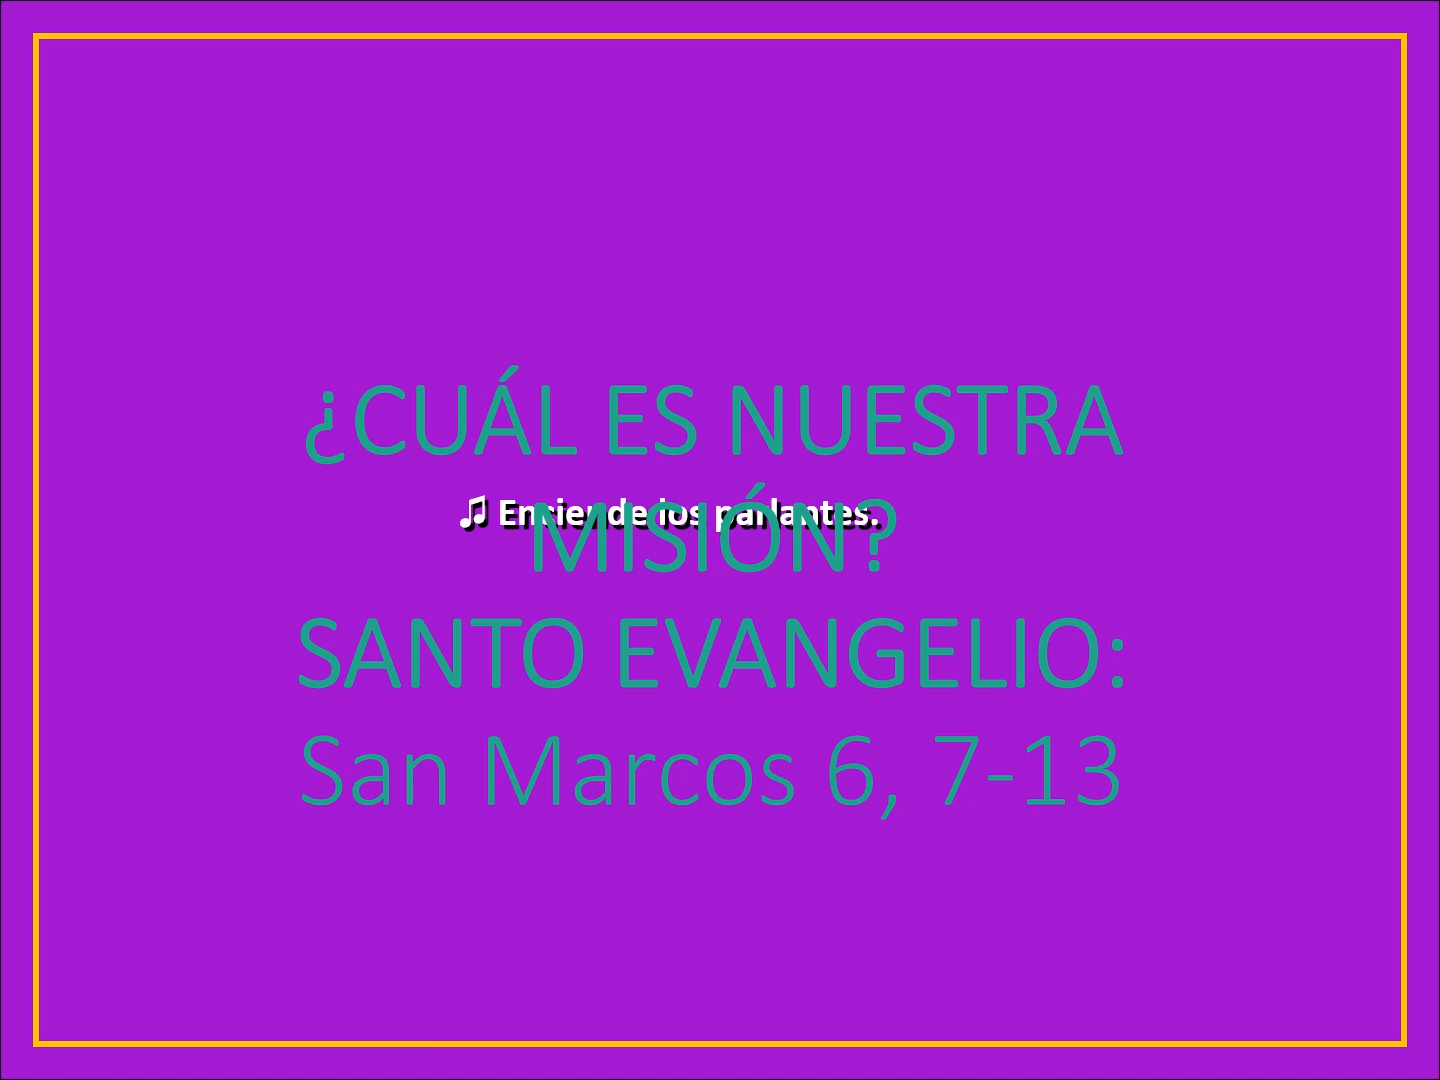 ¿CUÁL ES NUESTRA
♫ Enciende los parlantes.
MISIÓN?
SANTO EVANGELIO:
San Marcos 6, 7-13